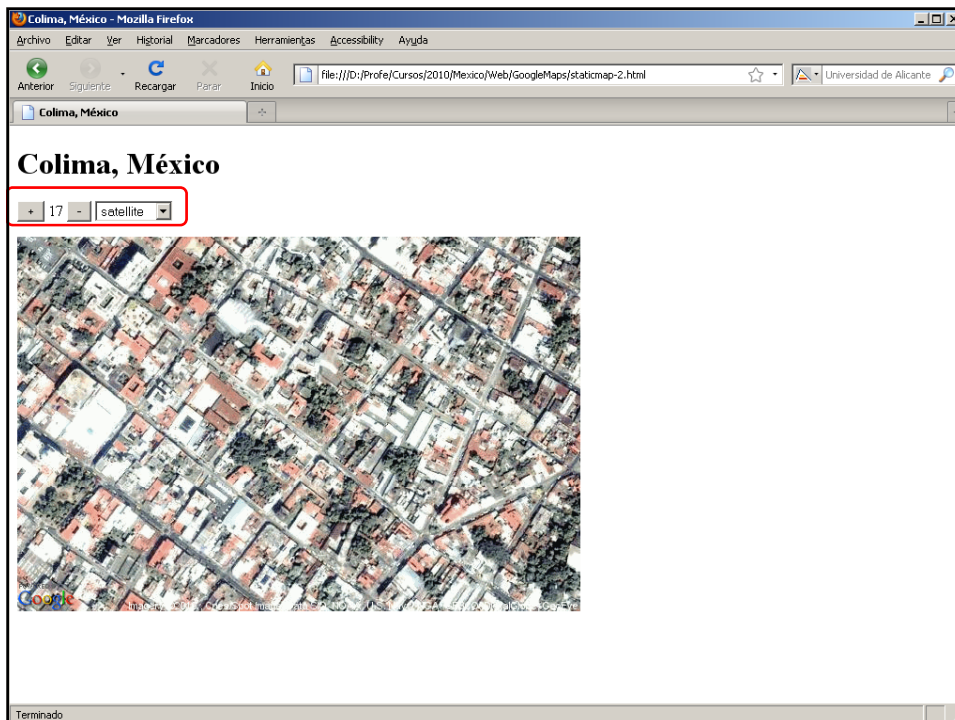 Colima, México - Mozilla Firefox
Archivo Editar Ver Historial Marcadores Herramientas Accessibility Ayuda
Anterior Siguiente Recargar Parar Inicio file:///D:/Profe/Cursos/2010/Mexico/Web/GoogleMaps/staticmap-2.html Universidad de Alicante
Colima, México
Colima, México
+ 17 - satellite
Google
Terminado